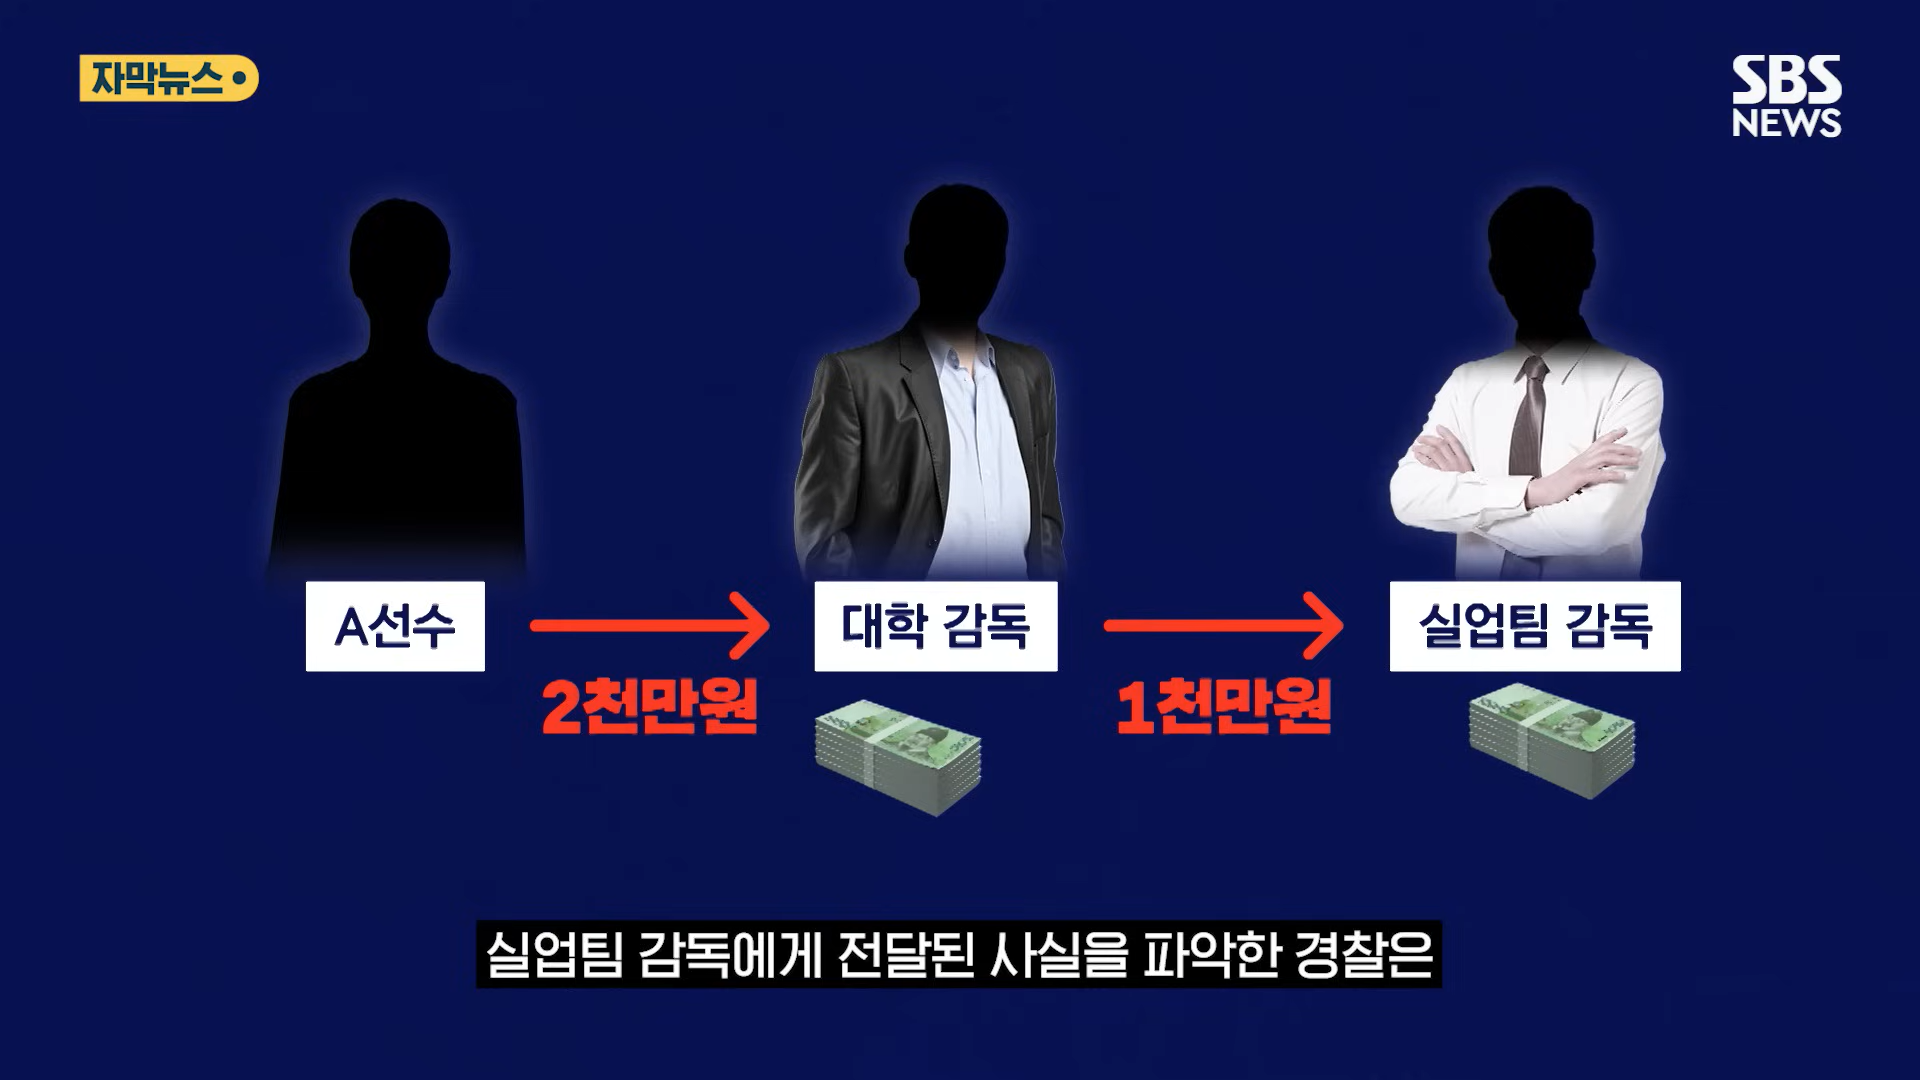 자막뉴스
SBS
NEWS
A선수
대학 감독
실업팀 감독
2천만원
1천만원
실업팀 감독에게 전달된 사실을 파악한 경찰은